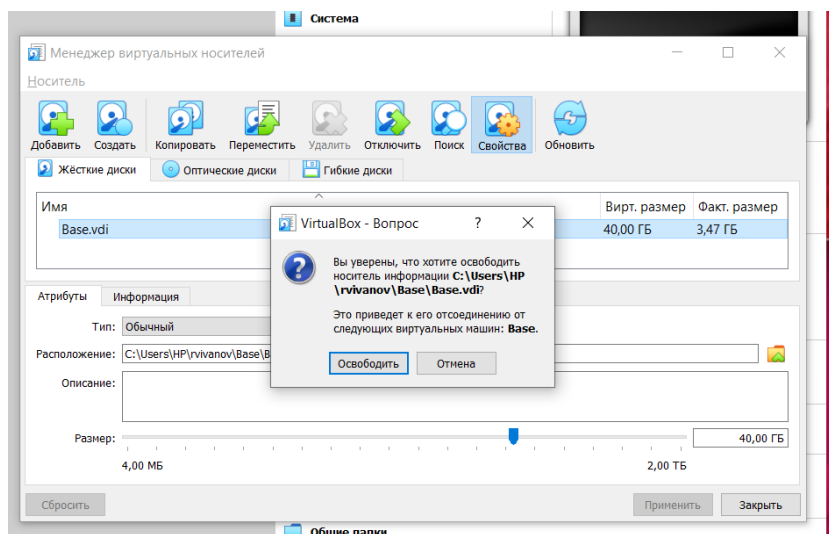 Система
Менеджер виртуальных носителей
Носитель
Добавить Создать Копировать Переместить Удалить Отключить Поиск Свойства Обновить
Жёсткие диски Оптические диски Гибкие диски
Имя Вирт. размер Факт. размер
Base.vdi 40,00 ГБ 3,47 ГБ
VirtualBox - Вопрос ? ×
Вы уверены, что хотите освободить
носитель информации C:\Users\HP
\rvivanov\Base\Base.vdi?
Это приведет к его отсоединению от
следующих виртуальных машин: Base.
Освободить Отмена
Атрибуты Информация
Тип: Обычный
Расположение: C:\Users\HP\rvivanov\Base\B
Описание:
Размер: 40,00 ГБ
4,00 МБ 2,00 ТБ
Сбросить Применить Закрыть
Общие папки